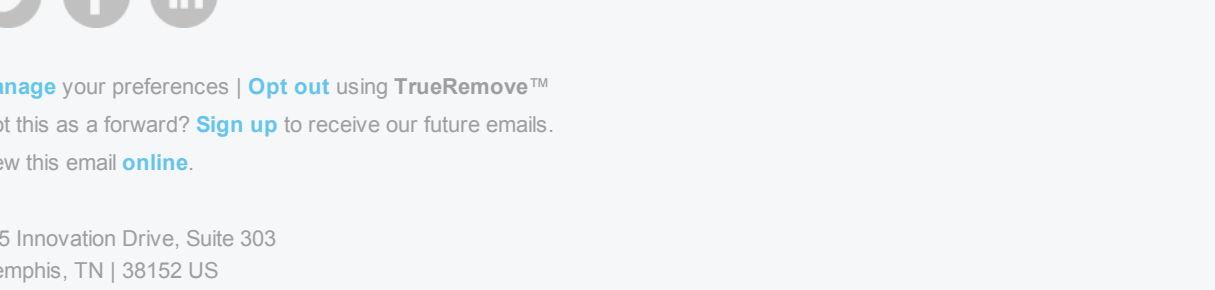 anage your preferences | Opt out using TrueRemove™
ot this as a forward? Sign up to receive our future emails.
ew this email online.
5 Innovation Drive, Suite 303
emphis, TN | 38152 US